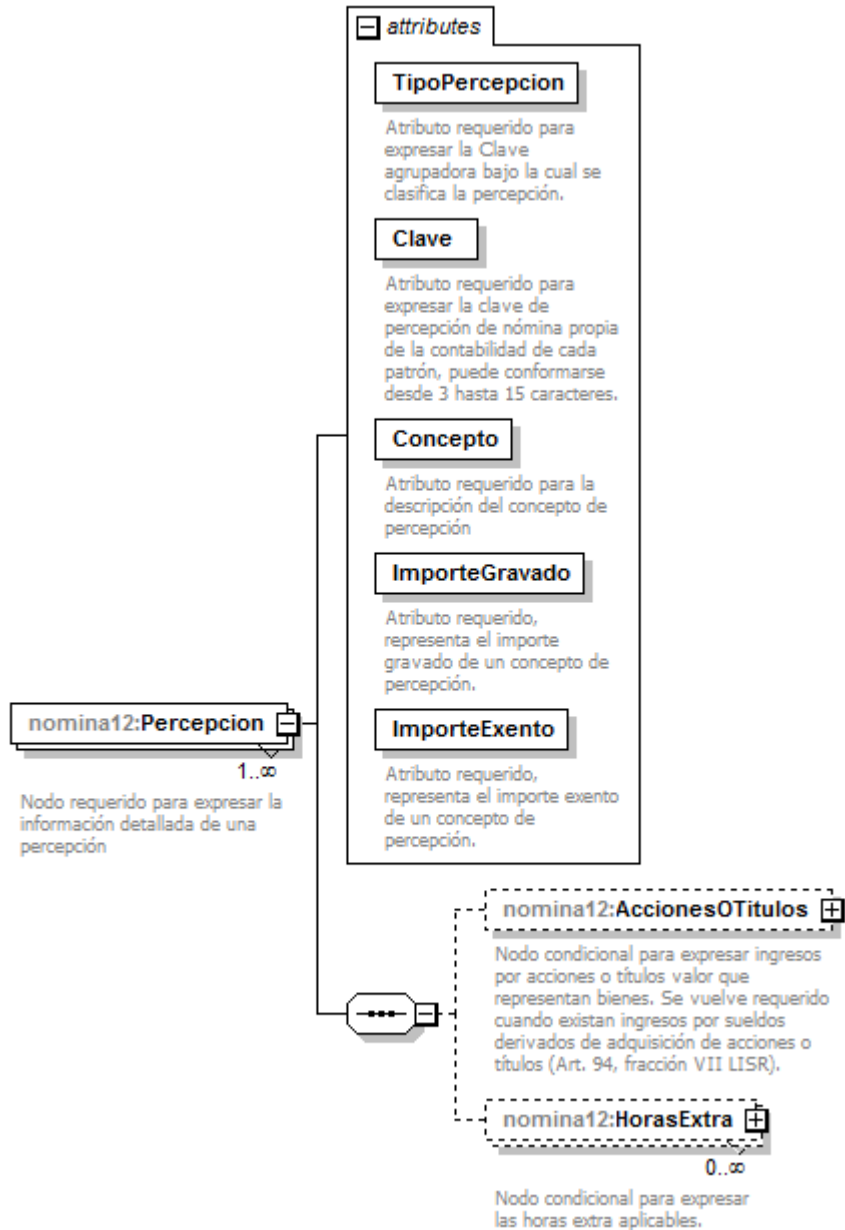 attributes
TipoPercepcion
Atributo requerido para
expresar la Clave
agrupadora bajo la cual se
clasifica la percepción.
Clave
Atributo requerido para
expresar la clave de
percepción de nómina propia
de la contabilidad de cada
patrón, puede conformarse
desde 3 hasta 15 caracteres.
Concepto
Atributo requerido para la
descripción del concepto de
percepción
ImporteGravado
Atributo requerido,
representa el importe
gravado de un concepto de
percepción.
ImporteExento
Atributo requerido,
representa el importe exento
de un concepto de
percepción.
nomina12:Percepcion
1..∞
Nodo requerido para expresar la
información detallada de una
percepción
nomina12:AccionesOTitulos
Nodo condicional para expresar ingresos
por acciones o títulos valor que
representan bienes. Se vuelve requerido
cuando existan ingresos por sueldos
derivados de adquisición de acciones o
títulos (Art. 94, fracción VII LISR).
nomina12:HorasExtra
0..∞
Nodo condicional para expresar
las horas extra aplicables.